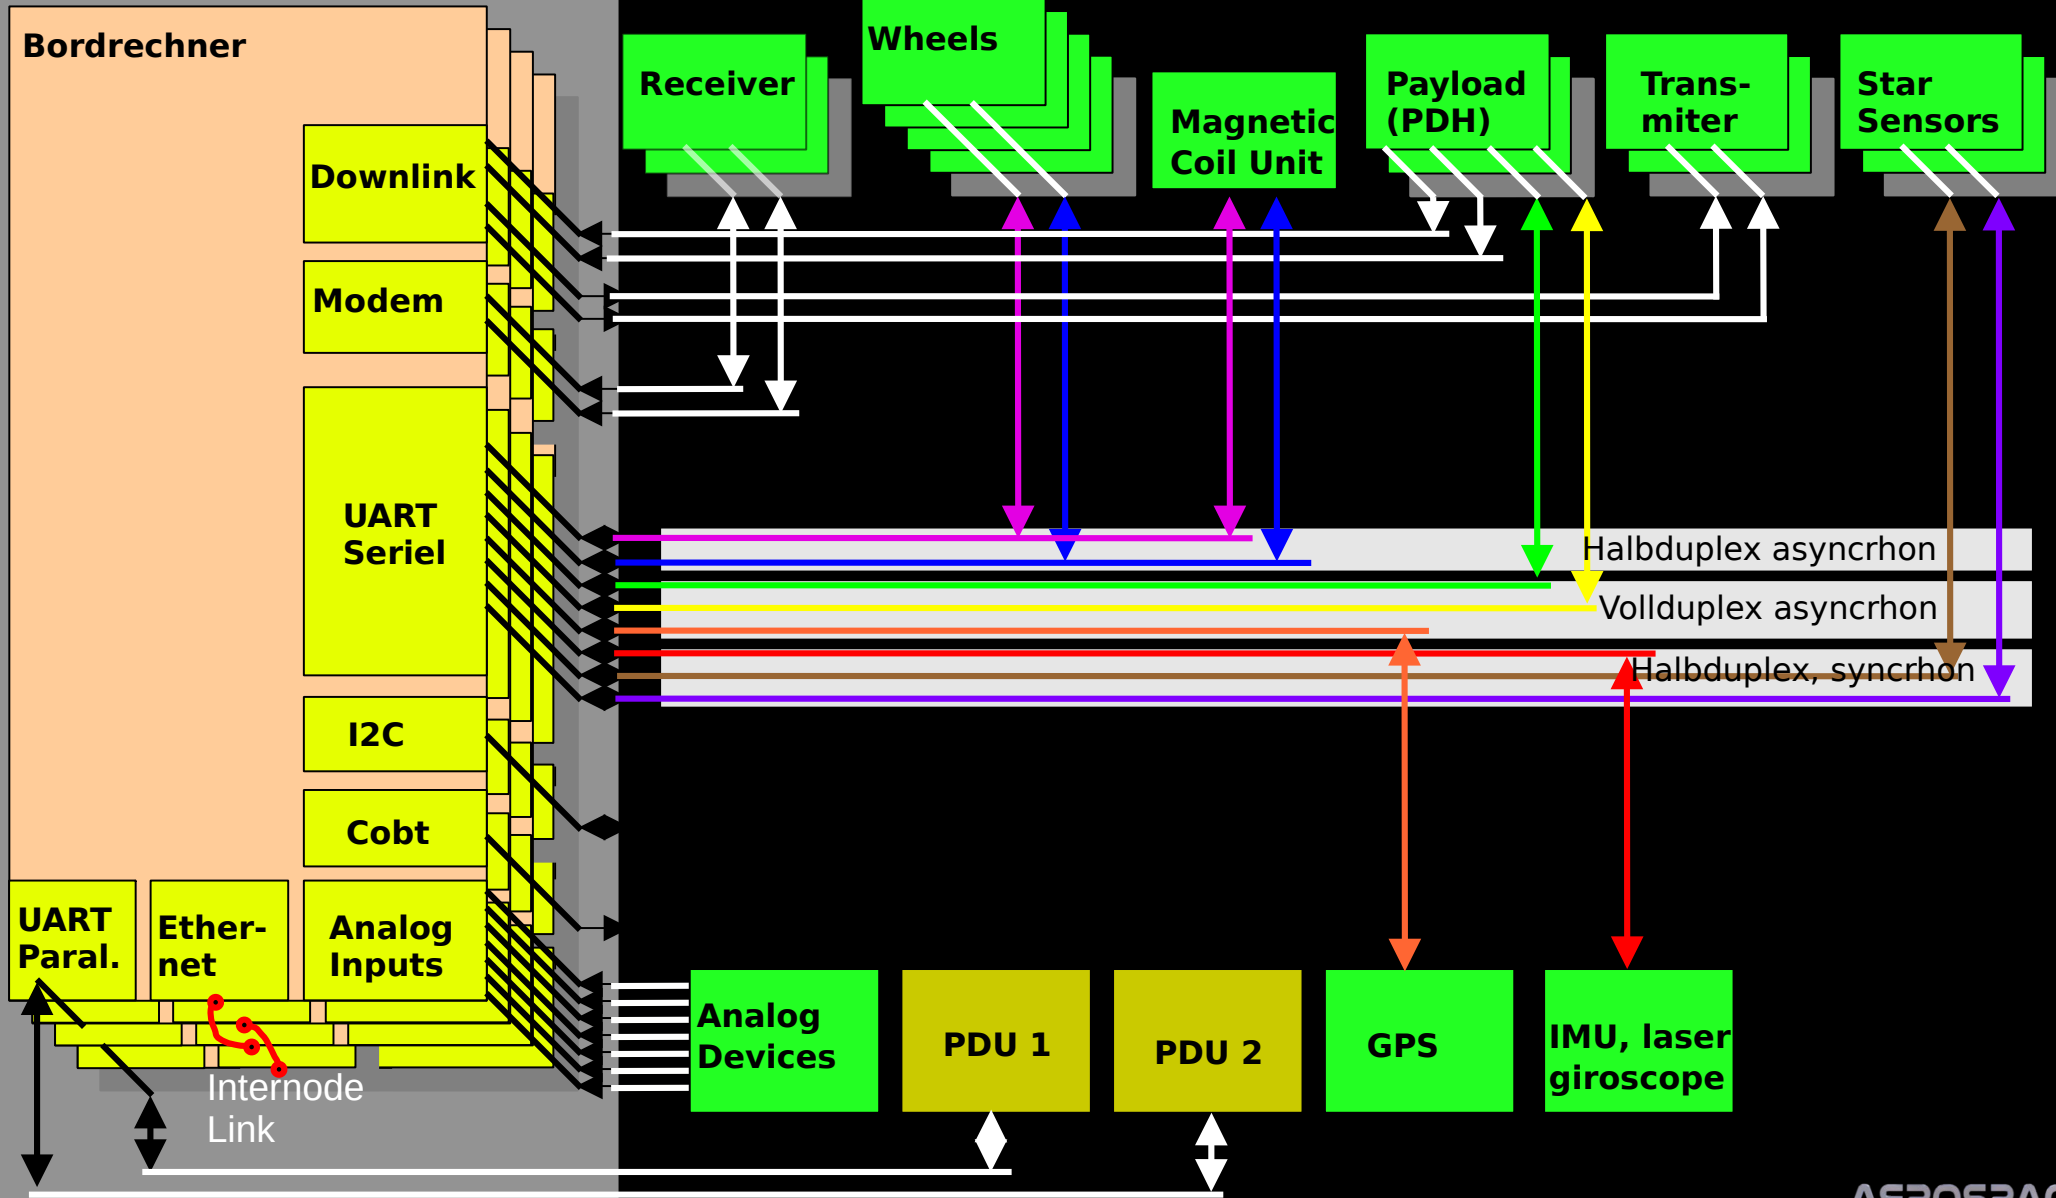 Bordrechner
Downlink
Modem
UART
Seriel
I2C
Cobt
UART
Paral.
Ether-
net
Analog
Inputs
Internode
Link
Receiver
Wheels
Magnetic
Coil Unit
Payload
(PDH)
Trans-
miter
Star
Sensors
Halbduplex asyncrhon
Vollduplex asyncrhon
Halbduplex, syncrhon
Analog
Devices
PDU 1
PDU 2
GPS
IMU, laser
giroscope